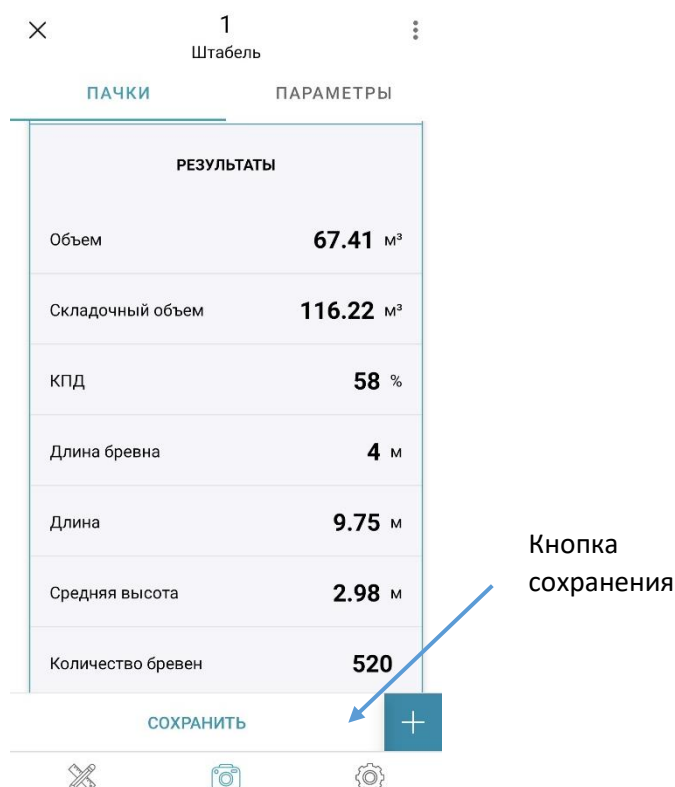 1
Штабель
ПАЧКИ ПАРАМЕТРЫ
РЕЗУЛЬТАТЫ
Объем 67.41 м³
Складочный объем 116.22 м³
КПД 58 %
Длина бревна 4 м
Длина 9.75 м
Средняя высота 2.98 м
Количество бревен 520
СОХРАНИТЬ +
Кнопка
сохранения